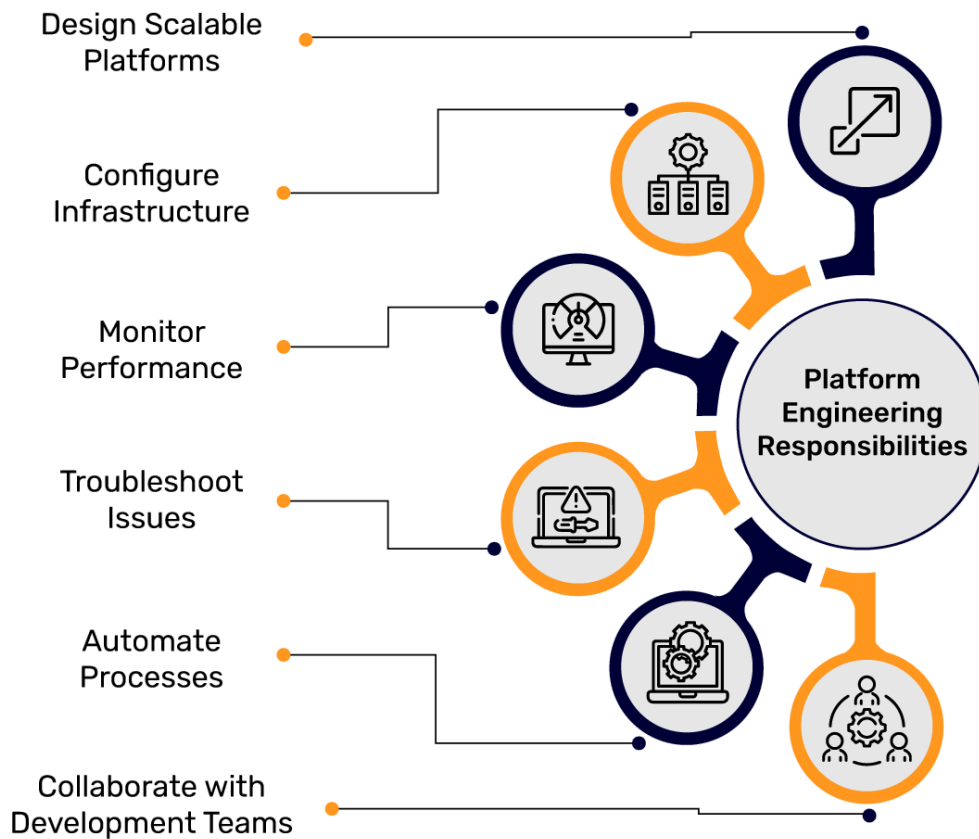 Design Scalable
Platforms
Configure
Infrastructure
Monitor
Performance
Troubleshoot
Issues
Automate
Processes
Collaborate with
Development Teams
Platform
Engineering
Responsibilities